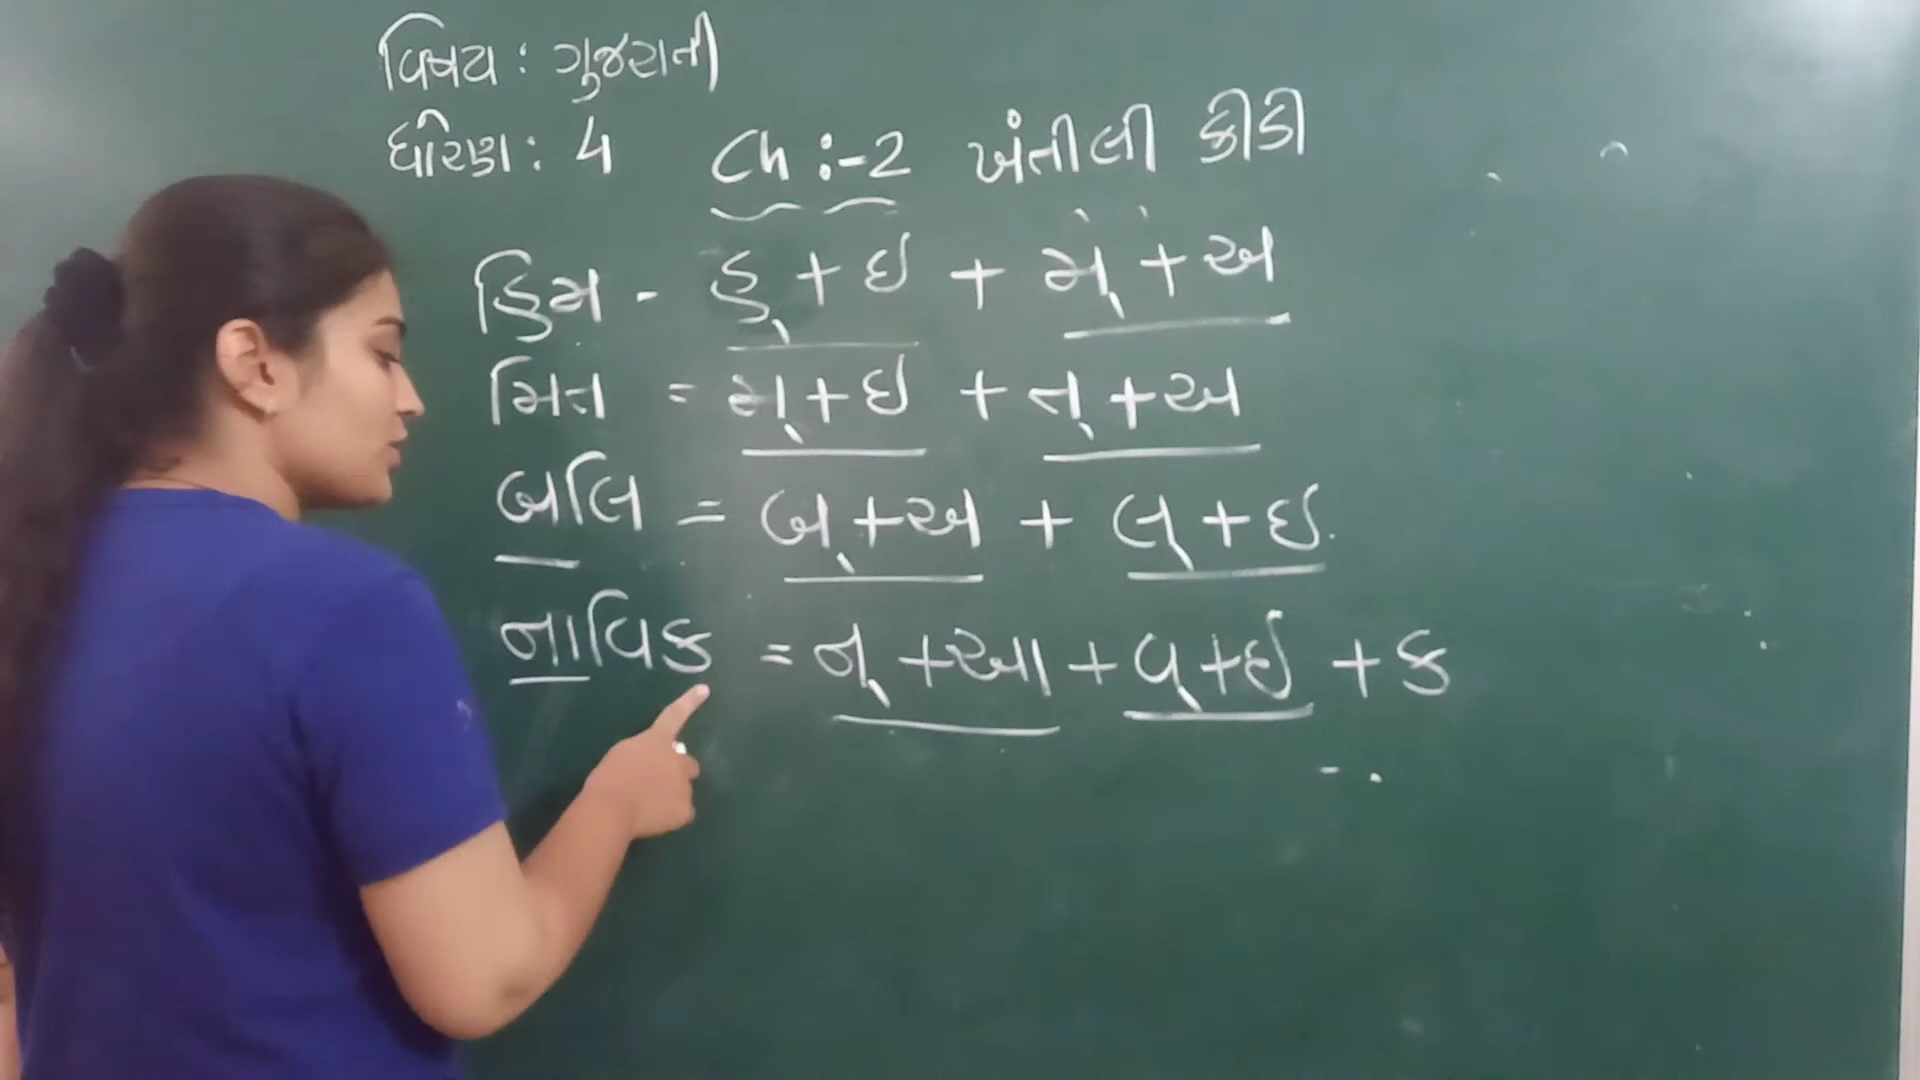 વિષય : ગુજરાતી
ધોરણ : 4 Ch :-2 ખંતીલી કીડી
હિમ - હ્ + ઇ + મ્ + અ
મિત = મ્ + ઇ + ત્ + અ
બલિ = બ્ + અ + લ્ + ઇ
નાવિક = ન્ + આ + વ્ + ઇ + ક